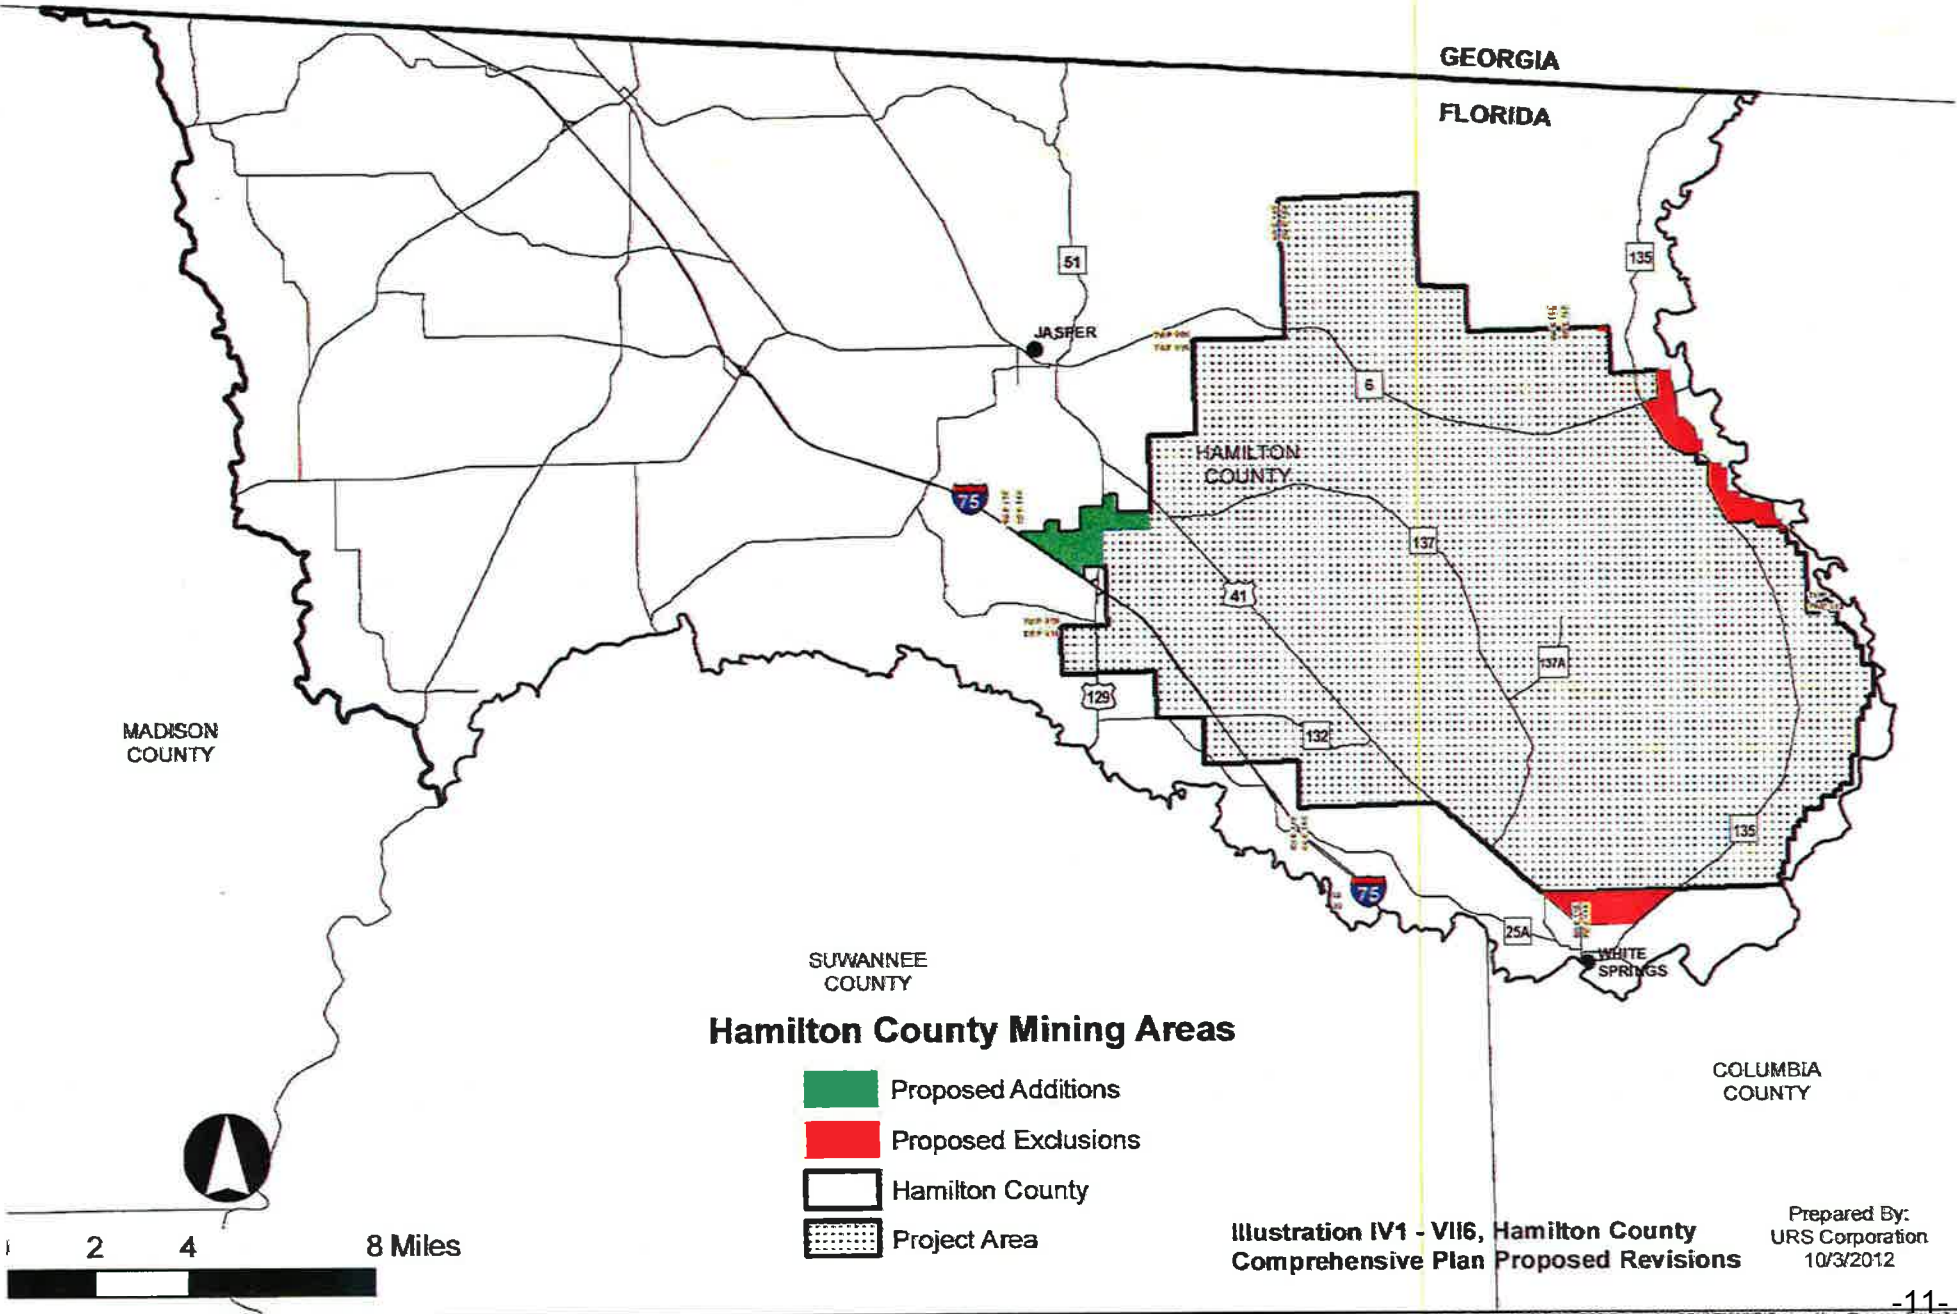 GEORGIA
FLORIDA
51
135
JASPER
6
HAMILTON
COUNTY
75
137
41
137A
129
132
MADISON
COUNTY
135
75
25A
WHITE
SPRINGS
SUWANNEE
COUNTY
Hamilton County Mining Areas
COLUMBIA
COUNTY
Proposed Additions
Proposed Exclusions
Hamilton County
Project Area
2 4 8 Miles
Illustration IV1 - VII6, Hamilton County
Comprehensive Plan Proposed Revisions
Prepared By:
URS Corporation
10/3/2012
-11-